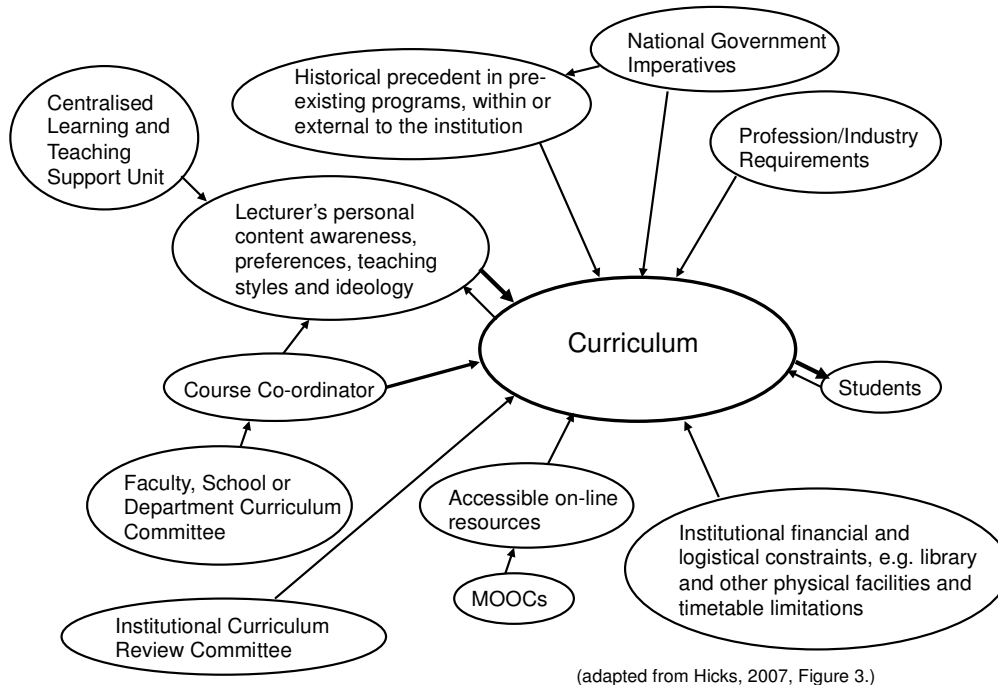 National Government
Imperatives
Historical precedent in pre-
existing programs, within or
external to the institution
Centralised
Learning and
Teaching
Support Unit
Profession/Industry
Requirements
Lecturer’s personal
content awareness,
preferences, teaching
styles and ideology
Curriculum
Course Co-ordinator
Students
Faculty, School or
Department Curriculum
Committee
Accessible on-line
resources
Institutional financial and
logistical constraints, e.g. library
and other physical facilities and
timetable limitations
MOOCs
Institutional Curriculum
Review Committee
(adapted from Hicks, 2007, Figure 3.)